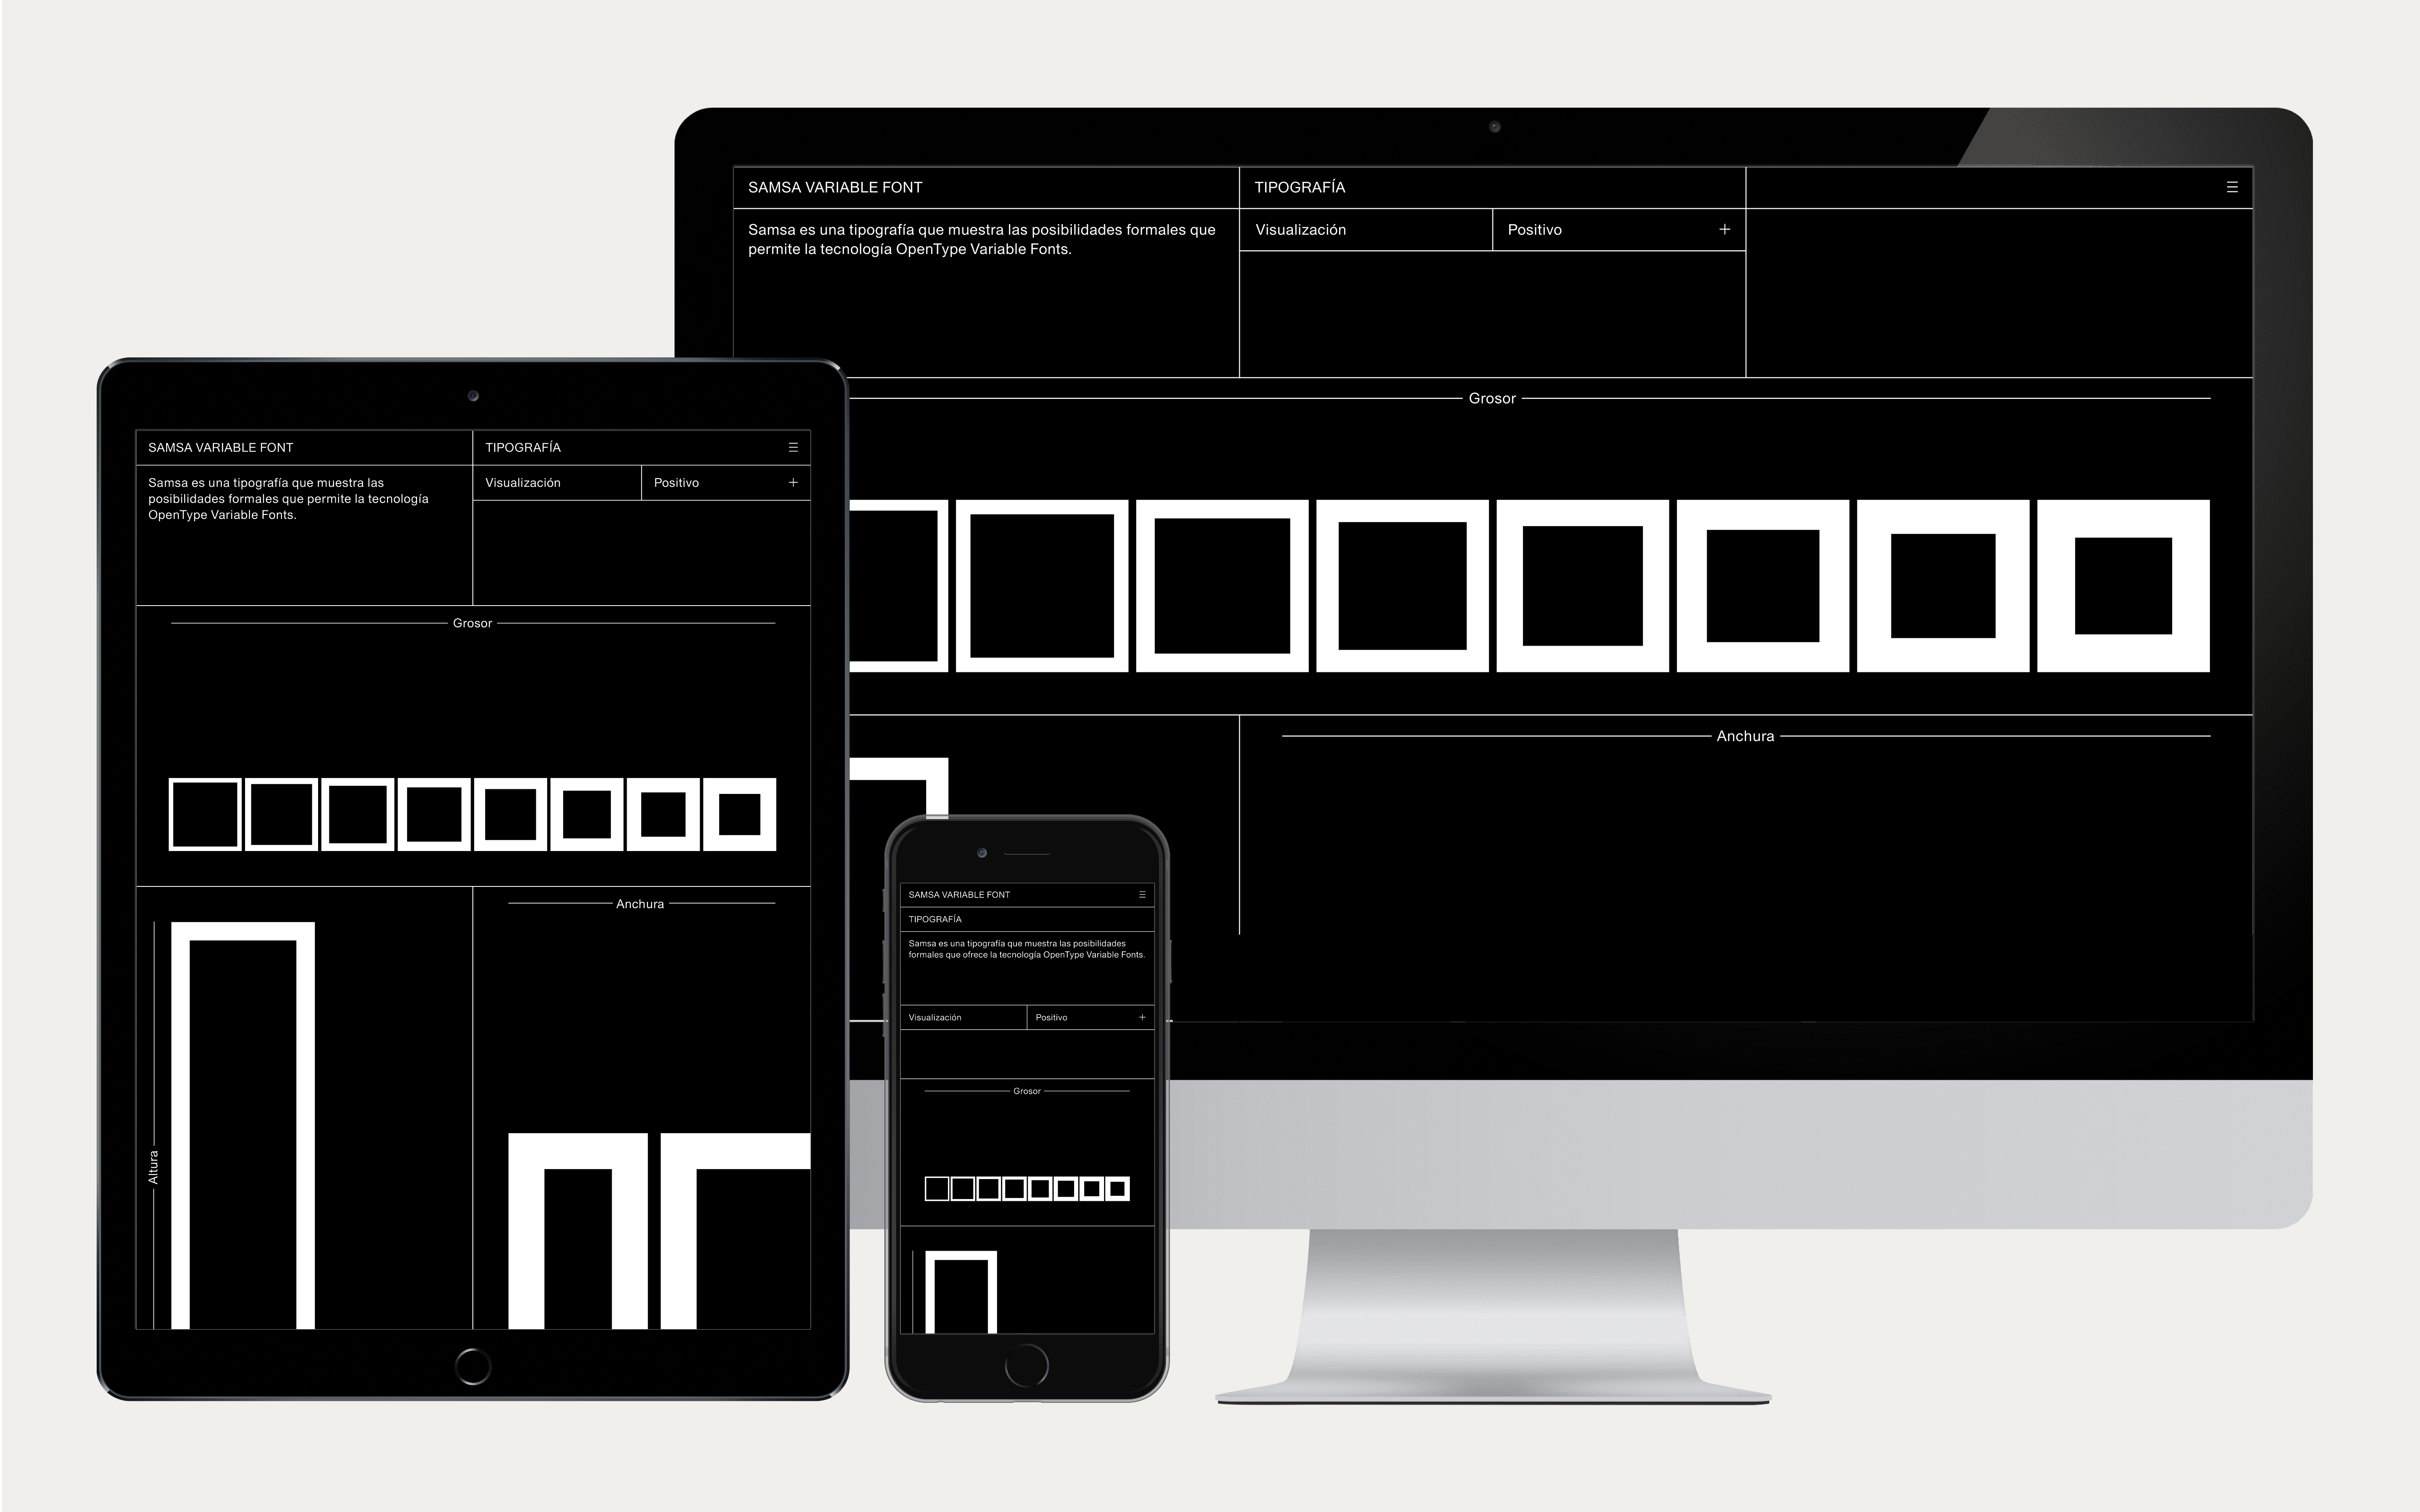 SAMSA VARIABLE FONT
TIPOGRAFÍA
Samsa es una tipografía que muestra las posibilidades formales que
permite la tecnología OpenType Variable Fonts.
Visualización
Positivo
Grosor
Anchura
SAMSA VARIABLE FONT
TIPOGRAFÍA
Samsa es una tipografía que muestra las
posibilidades formales que permite la tecnología
OpenType Variable Fonts.
Visualización
Positivo
Grosor
Altura
Anchura
SAMSA VARIABLE FONT
TIPOGRAFÍA
Samsa es una tipografía que muestra las posibilidades
formales que ofrece la tecnología OpenType Variable Fonts.
Visualización
Positivo
Grosor